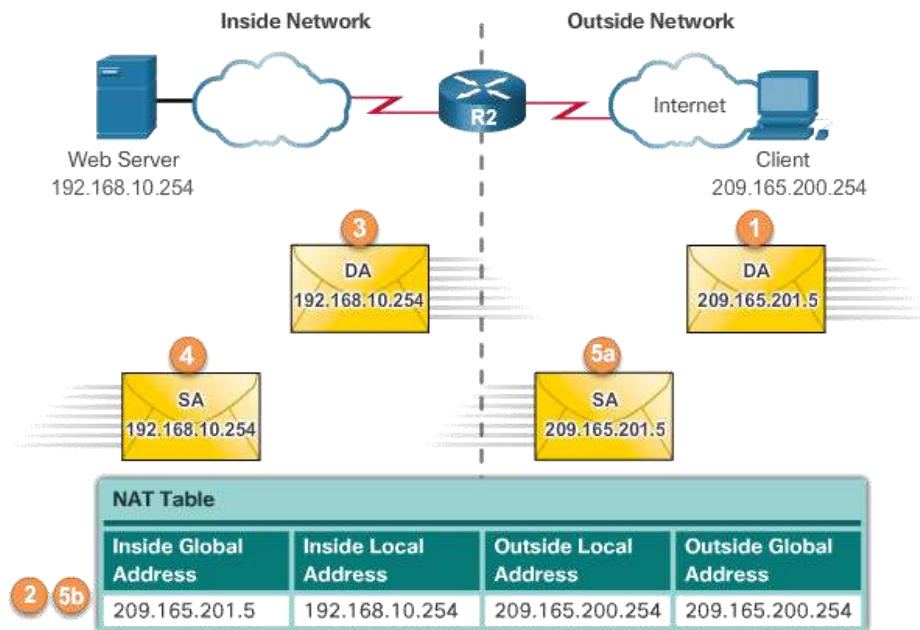 Inside Network
Outside Network
R2
Internet
Web Server
192.168.10.254
Client
209.165.200.254
3
DA
192.168.10.254
1
DA
209.165.201.5
4
SA
192.168.10.254
5a
SA
209.165.201.5
NAT Table
Inside Global
Address
Inside Local
Address
Outside Local
Address
Outside Global
Address
2
5b
209.165.201.5
192.168.10.254
209.165.200.254
209.165.200.254